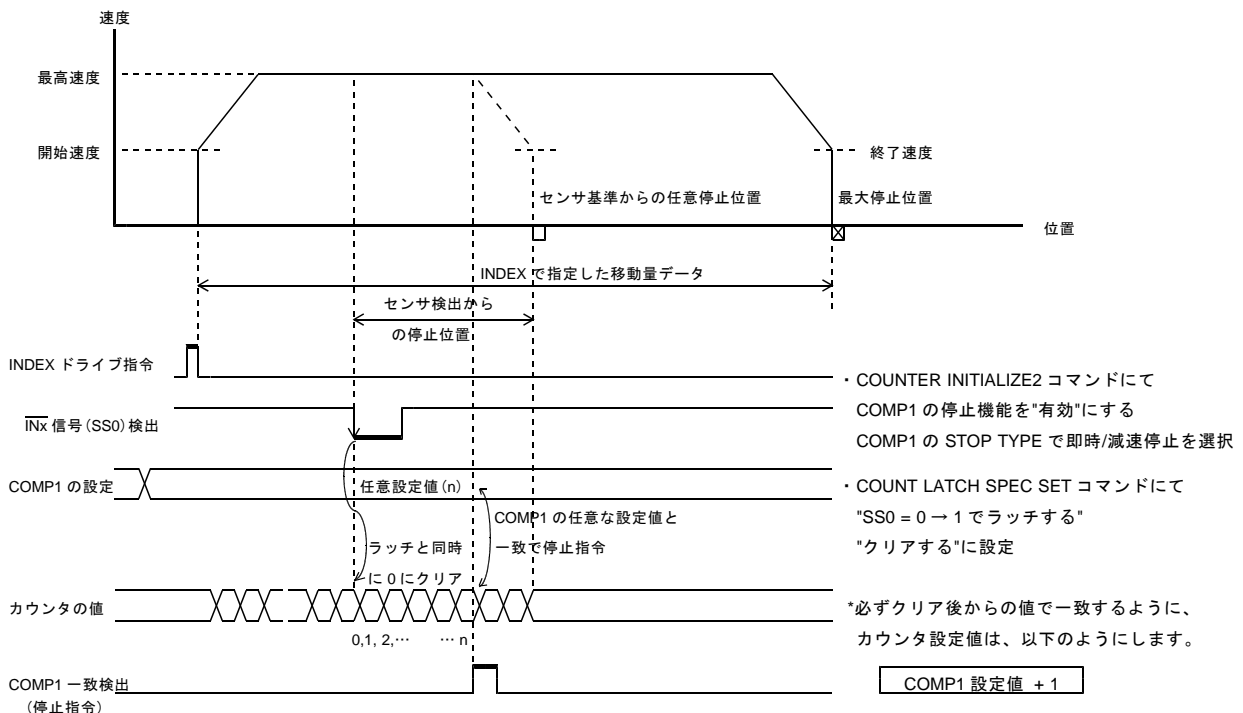 速度
最高速度
開始速度
終了速度
センサ基準からの任意停止位置
最大停止位置
位置
INDEX で指定した移動量データ
センサ検出から
の停止位置
INDEX ドライブ指令
INx 信号(SS0)検出
COMP1 の設定
任意設定値(n)
COMP1 の任意な設定値と
一致で停止指令
ラッチと同時
に 0 にクリア
カウンタの値
0,1, 2,… … n
COMP1 一致検出
(停止指令)
・COUNTER INITIALIZE2 コマンドにて
COMP1 の停止機能を"有効"にする
COMP1 の STOP TYPE で即時/減速停止を選択
・COUNT LATCH SPEC SET コマンドにて
"SS0 = 0 → 1 でラッチする"
"クリアする"に設定
*必ずクリア後からの値で一致するように、
カウンタ設定値は、以下のようにします。
COMP1 設定値 + 1